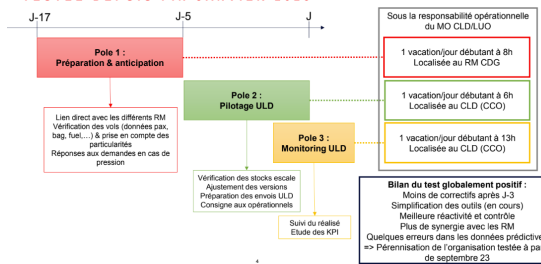 J-17
J-5
J
Sous la responsabilité opérationnelle
du MO CLD/LUO
Pole 1 :
Préparation & anticipation
1 vacation/jour débutant à 8h
Localisée au RM CDG
Pole 2 :
Pilotage ULD
1 vacation/jour débutant à 6h
Localisée au CLD (CCO)
Lien direct avec les différents RM
Vérification des vols (données pax,
bag, fuel,…) & prise en compte des
particularités
Réponses aux demandes en cas de
pression
Pole 3 :
Monitoring ULD
1 vacation/jour débutant à 13h
Localisée au CLD (CCO)
Vérification des stocks escale
Ajustement des versions
Préparation des envois ULD
Consigne aux opérationnels
Suivi du réalisé
Etude des KPI
Bilan du test globalement positif :
Moins de correctifs après J-3
Simplification des outils (en cours)
Meilleure réactivité et contrôle
Plus de synergie avec les RM
Quelques erreurs dans les données prédictive
=> Pérennisation de l'organisation testée à pa
de septembre 23